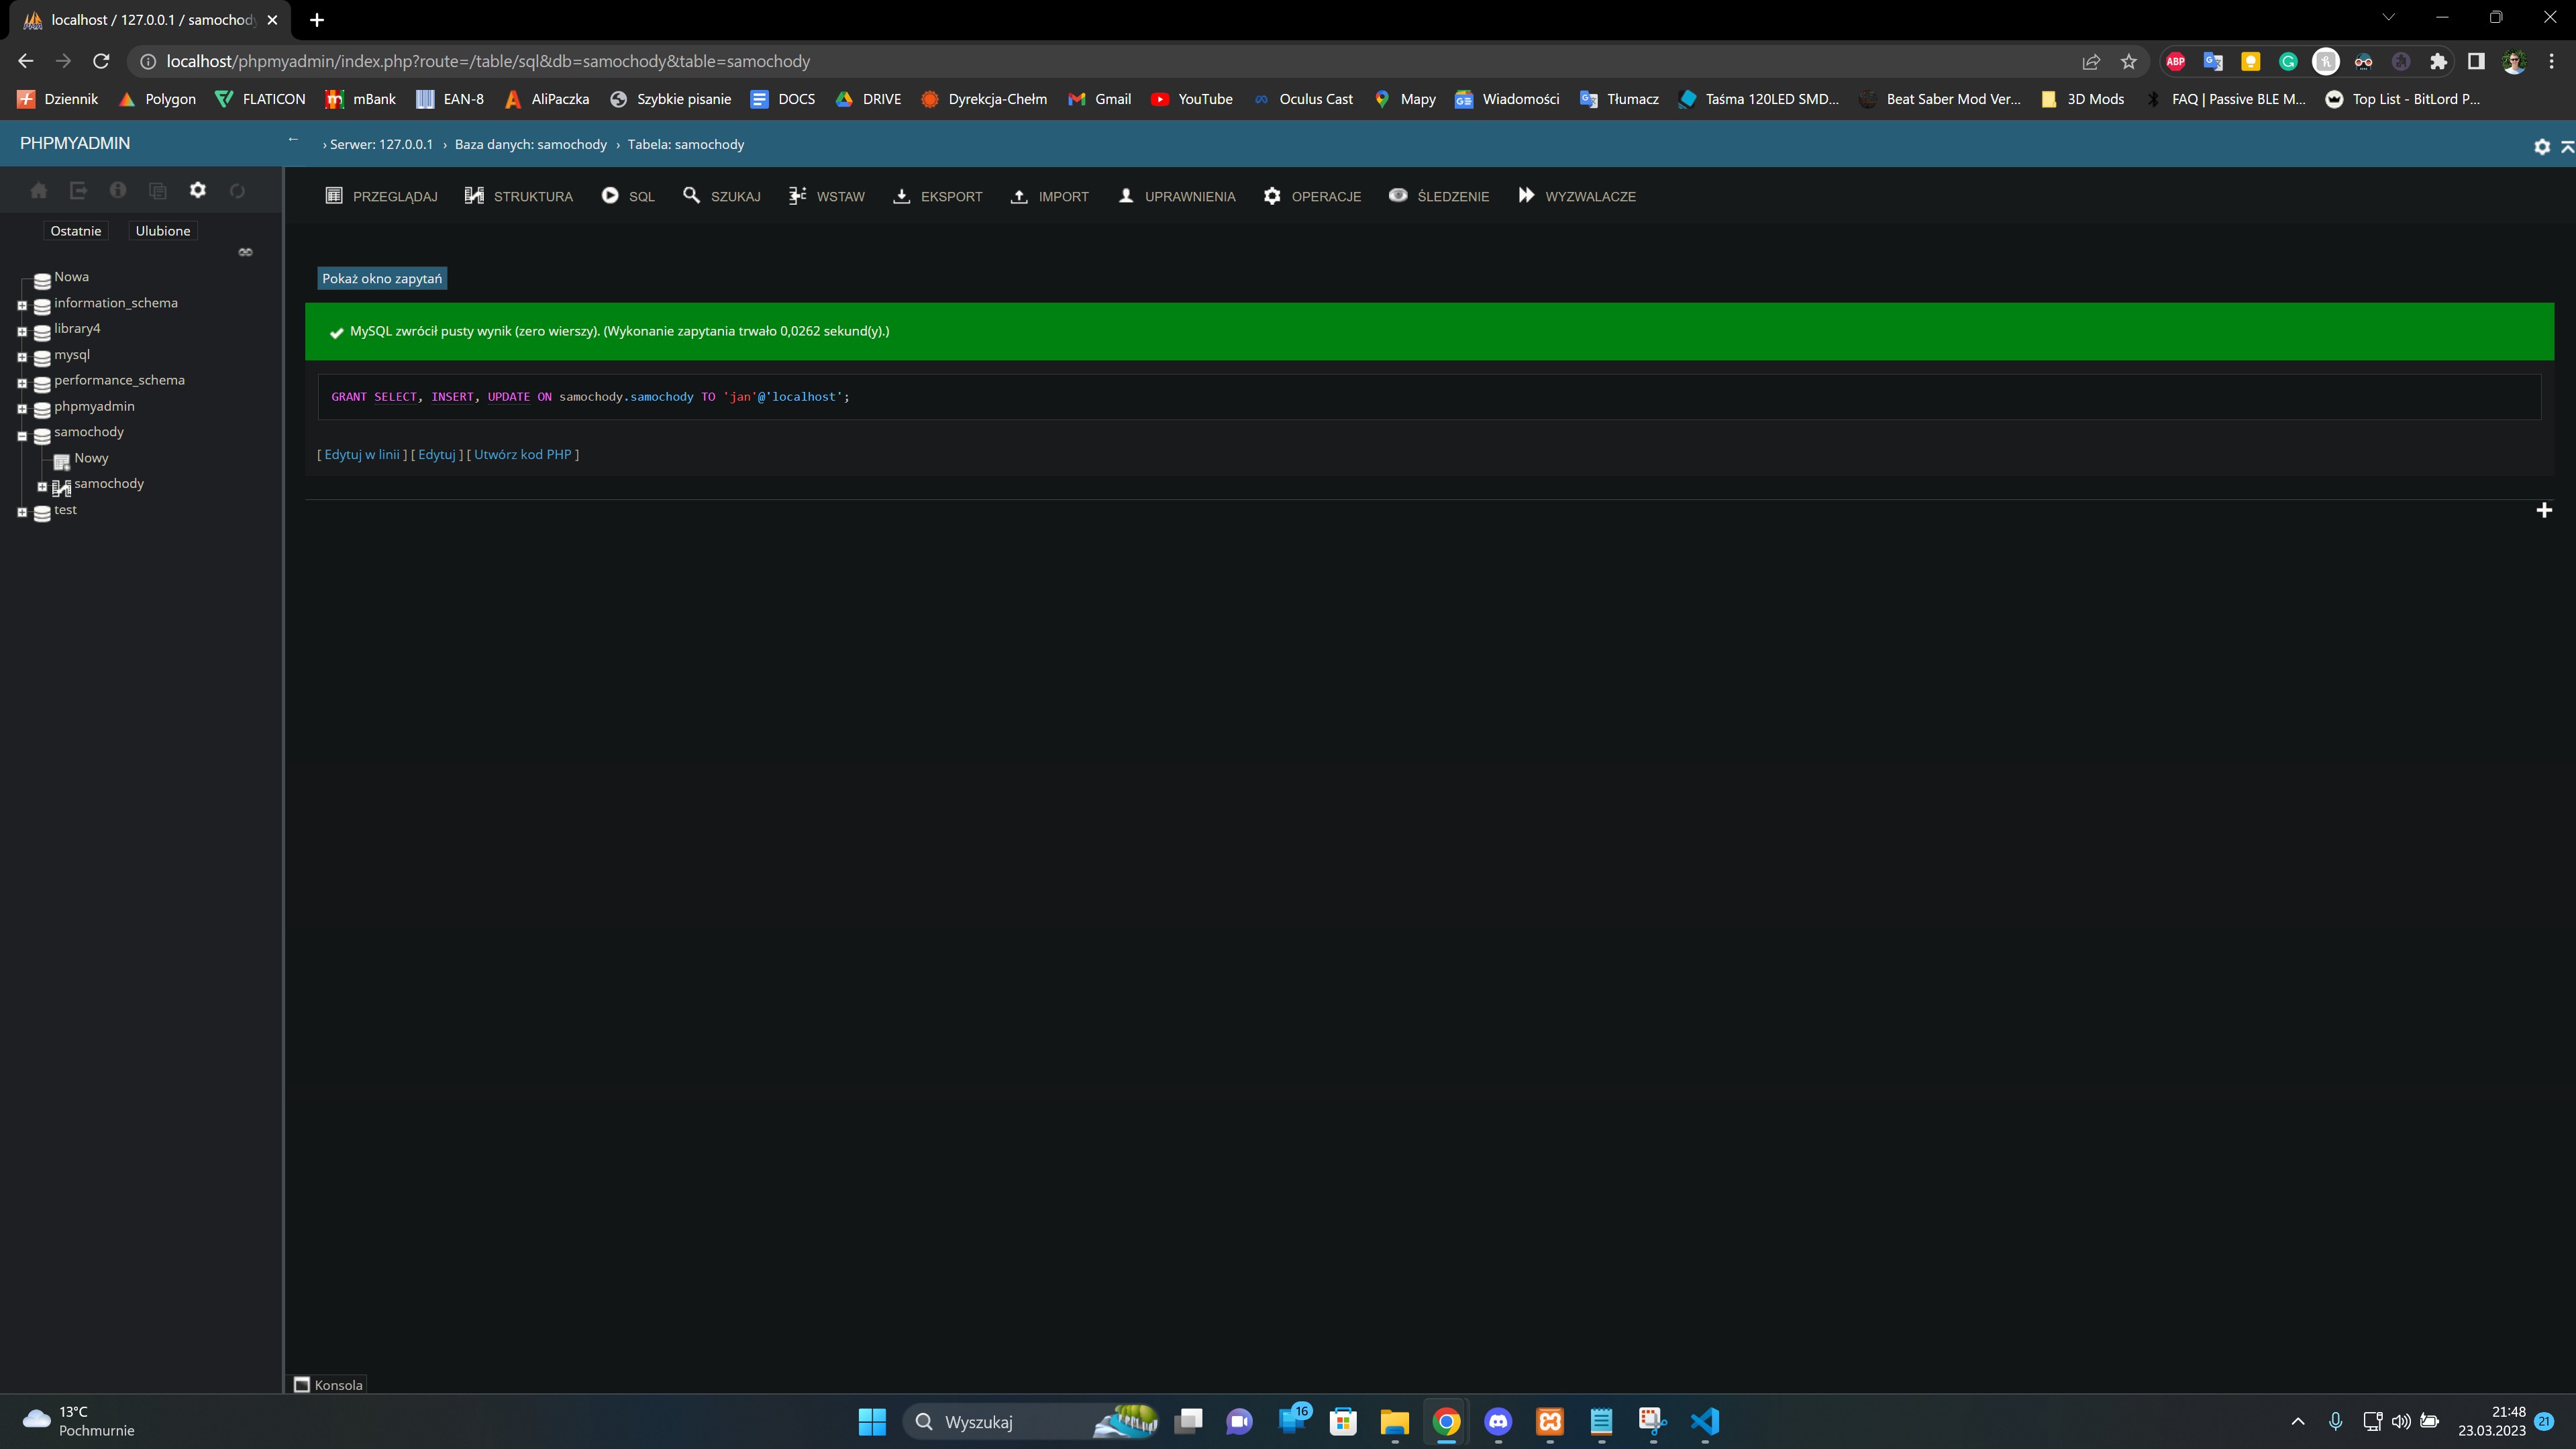 localhost / 127.0.0.1 / samochody
localhost/phpmyadmin/index.php?route=/table/sql&db=samochody&table=samochody
ABP
Dziennik Polygon FLATICON mBank EAN-8 AliPaczka Szybkie pisanie DOCS DRIVE Dyrekcja-Chełm Gmail YouTube Oculus Cast Mapy Wiadomości Tłumacz Taśma 120LED SMD... Beat Saber Mod Ver... 3D Mods FAQ | Passive BLE M... Top List - BitLord P...
PHPMYADMIN
← › Serwer: 127.0.0.1 › Baza danych: samochody › Tabela: samochody
PRZEGLĄDAJ STRUKTURA SQL SZUKAJ WSTAW EKSPORT IMPORT UPRAWNIENIA OPERACJE ŚLEDZENIE WYZWALACZE
Ostatnie Ulubione
Nowa
information_schema
library4
mysql
performance_schema
phpmyadmin
samochody
Nowy
samochody
test
Pokaż okno zapytań
MySQL zwrócił pusty wynik (zero wierszy). (Wykonanie zapytania trwało 0,0262 sekund(y).)
GRANT SELECT, INSERT, UPDATE ON samochody.samochody TO 'jan'@'localhost';
[ Edytuj w linii ] [ Edytuj ] [ Utwórz kod PHP ]
Konsola
13°C
Pochmurnie
Wyszukaj
16
21:48
23.03.2023
21